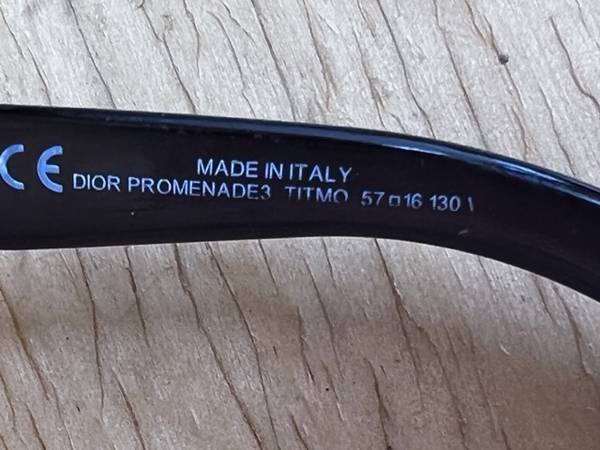 MADE IN ITALY
CE DIOR PROMENADE3 TITMO 57□16 130